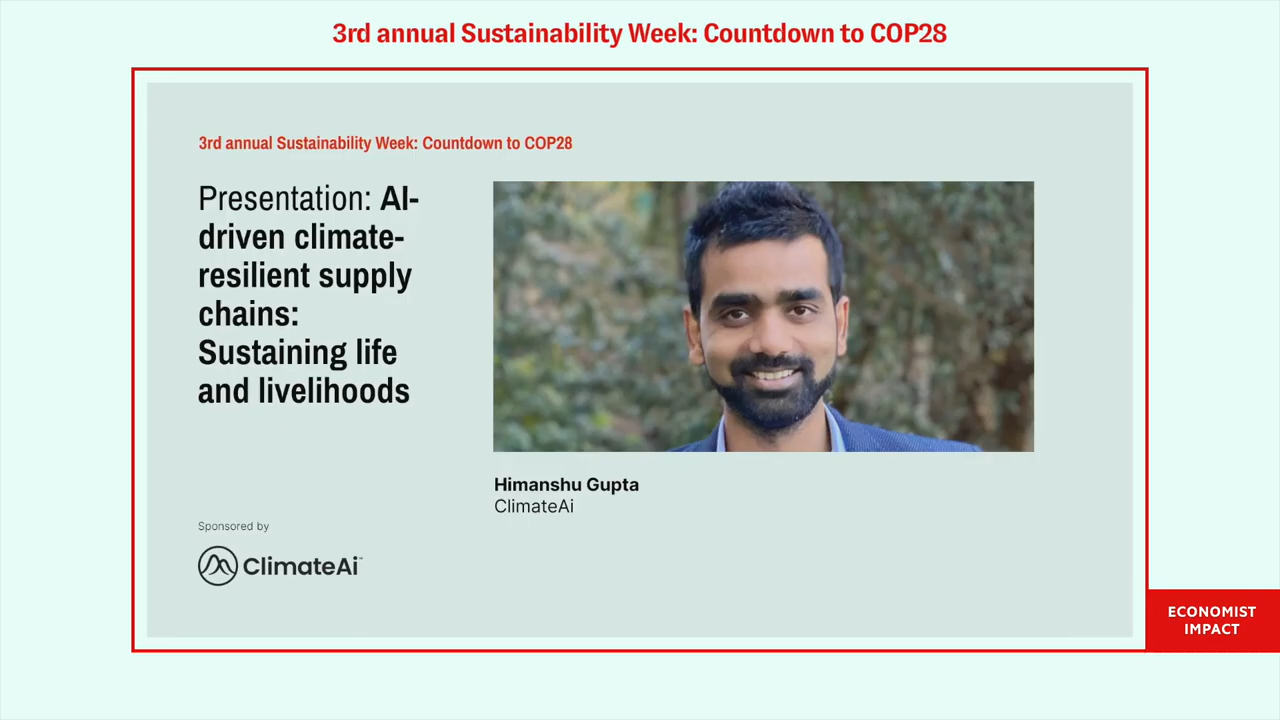 3rd annual Sustainability Week: Countdown to COP28
3rd annual Sustainability Week: Countdown to COP28
Presentation: AI-
driven climate-
resilient supply
chains:
Sustaining life
and livelihoods
Himanshu Gupta
ClimateAi
Sponsored by
ClimateAi™
ECONOMIST
IMPACT